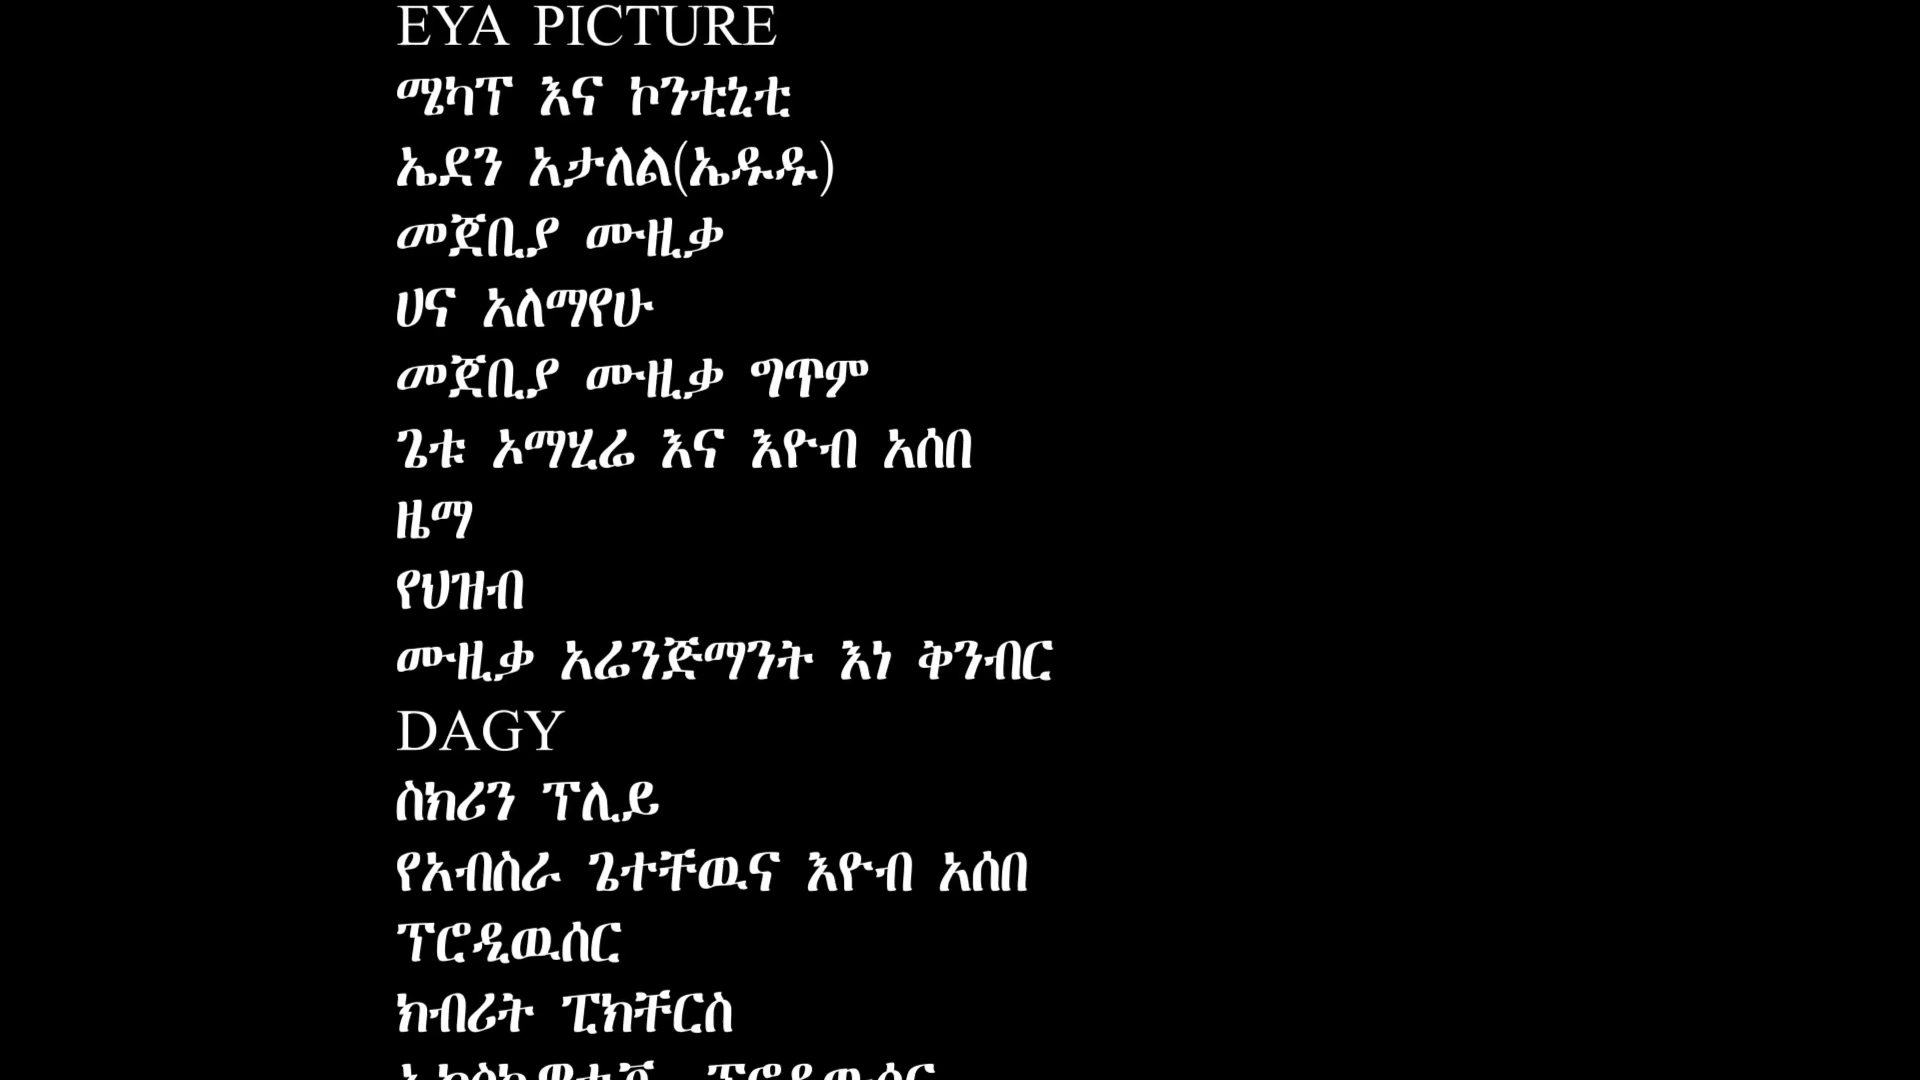 EYA PICTURE
ሜካፕ እና ኮንቲኒቲ
ኤደን አታለል(ኤዱዱ)
መጀቢያ ሙዚቃ
ሀና አለማየሁ
መጀቢያ ሙዚቃ ግጥም
ጌቱ ኦማሂሬ እና እዮብ አሰበ
ዜማ
የህዝብ
ሙዚቃ አሬንጅማንት እነ ቅንብር
DAGY
ስክሪን ፕሊይ
የአብስራ ጌተቸዉና እዮብ አሰበ
ፕሮዲዉሰር
ክብሪት ፒክቸርስ